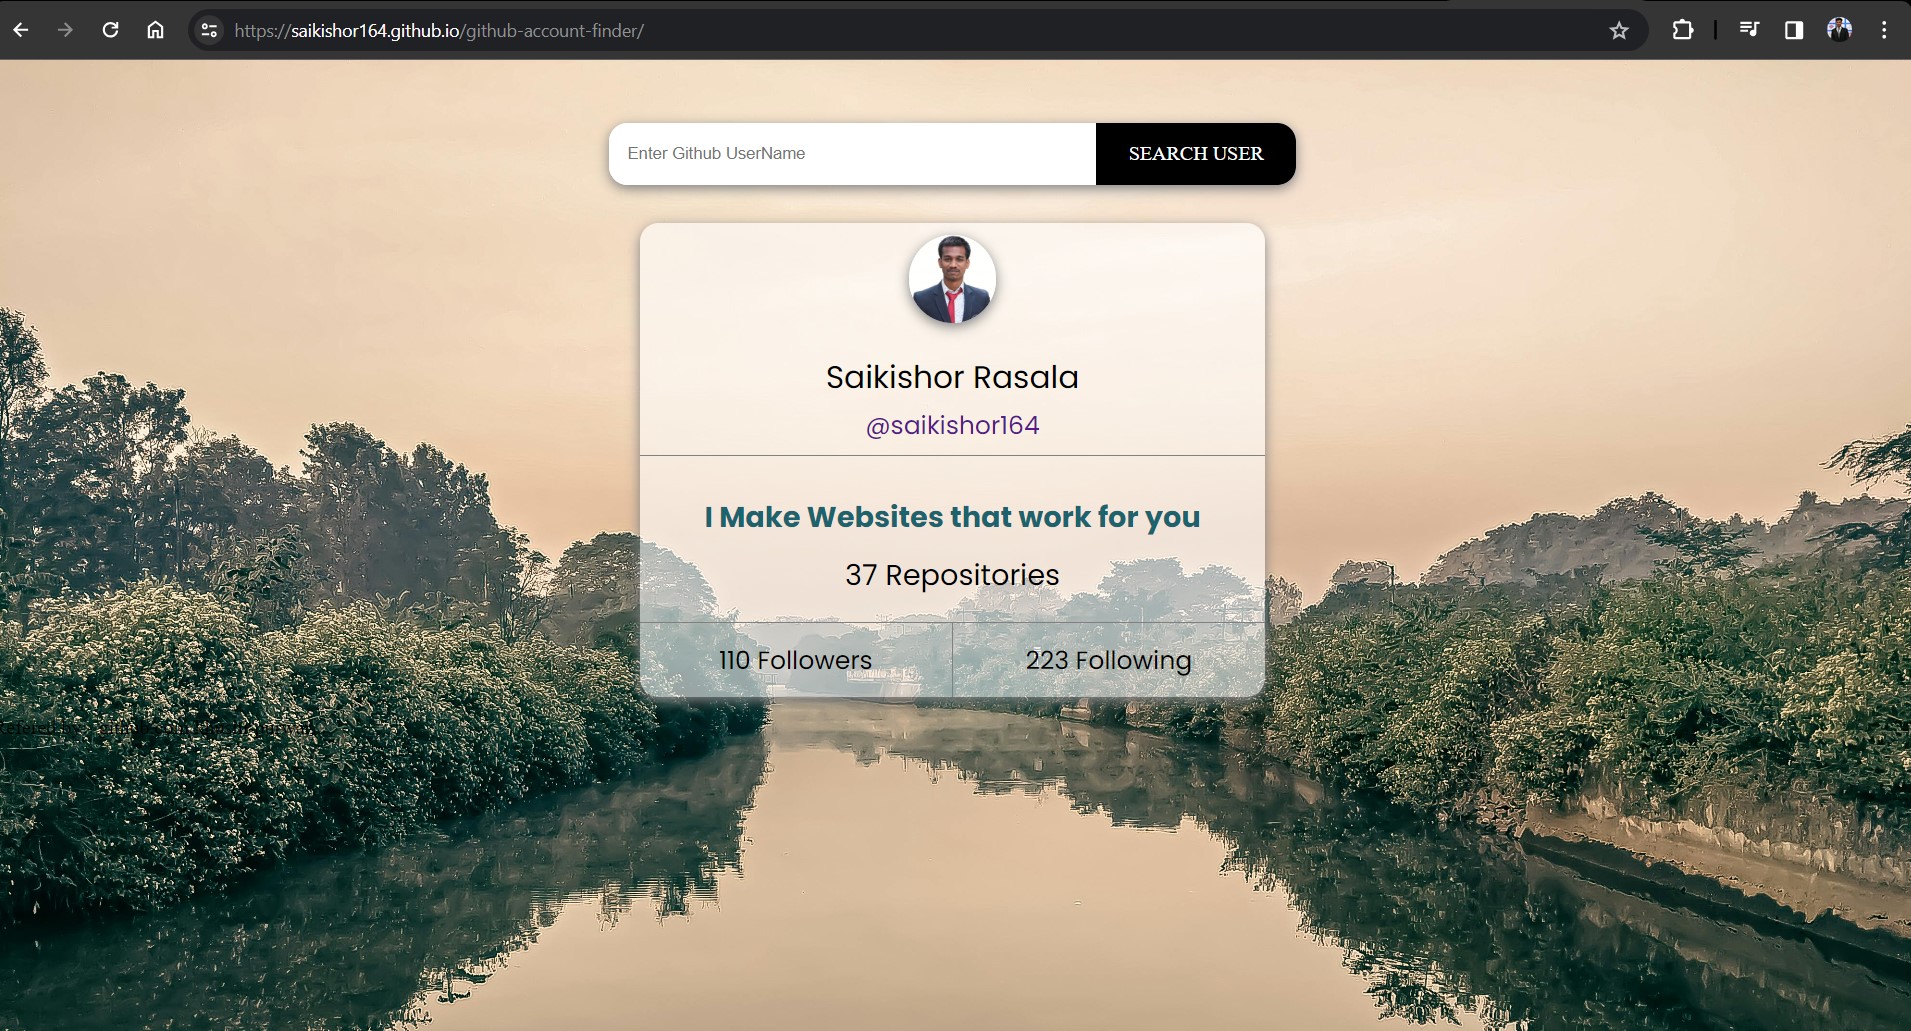 https://saikishor164.github.io/github-account-finder/
Enter Github UserName
SEARCH USER
Saikishor Rasala
@saikishor164
I Make Websites that work for you
37 Repositories
110 Followers
223 Following